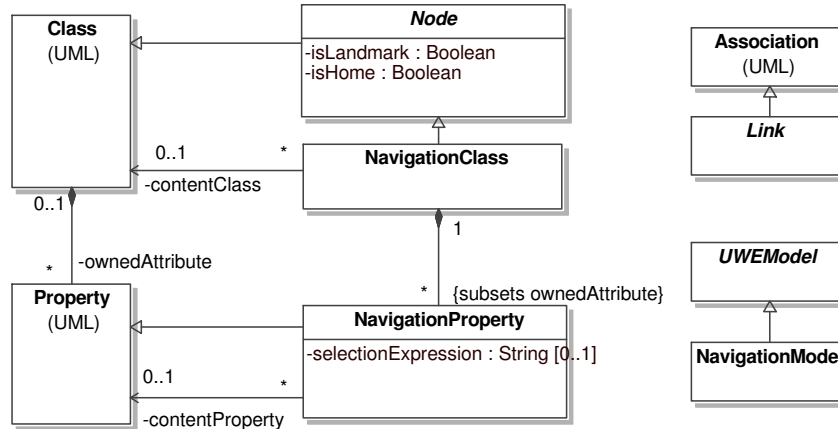 Class
(UML)
Node
-isLandmark : Boolean
-isHome : Boolean
Association
(UML)
Link
0..1
*
-contentClass
NavigationClass
0..1
1
-ownedAttribute
*
*
{subsets ownedAttribute}
UWEModel
Property
(UML)
NavigationProperty
-selectionExpression : String [0..1]
NavigationMode
0..1
*
-contentProperty